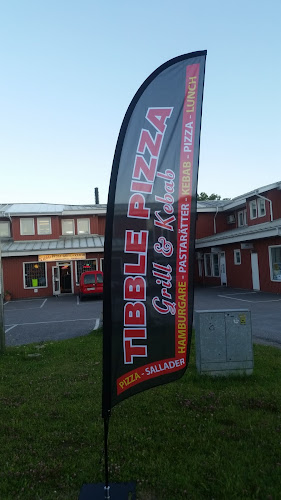 TIBBLE PIZZA
Grill & Kebab
HAMBURGARE - PASTARÄTTER - KEBAB - PIZZA - LUNCH
PIZZA - SALLADER